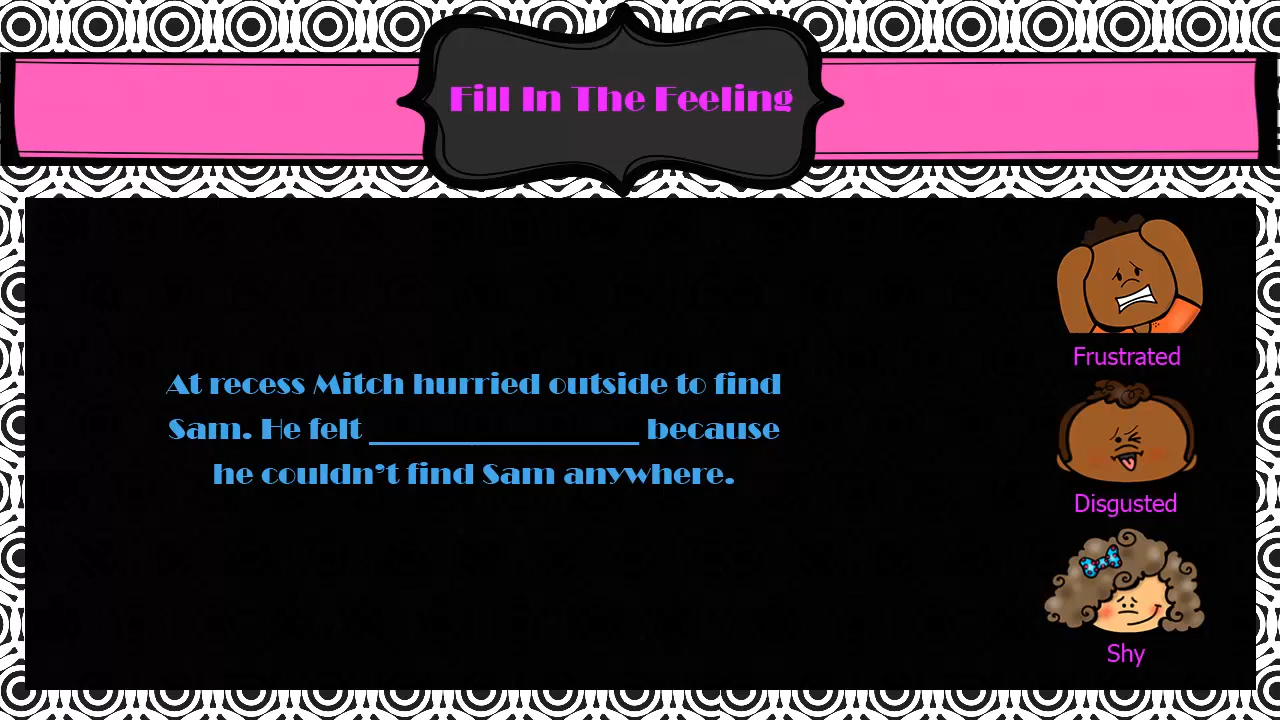 Fill In The Feeling
At recess Mitch hurried outside to find
Sam. He felt __________________ because
he couldn't find Sam anywhere.
Frustrated
Disgusted
Shy